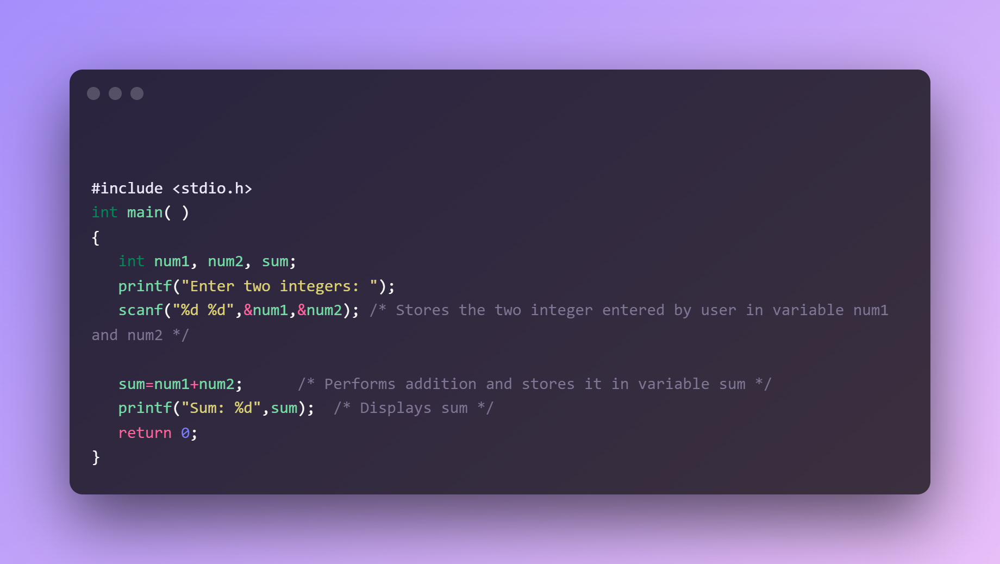 #include <stdio.h>
int main( )
{
   int num1, num2, sum;
   printf("Enter two integers: ");
   scanf("%d %d",&num1,&num2); /* Stores the two integer entered by user in variable num1
and num2 */
   sum=num1+num2;      /* Performs addition and stores it in variable sum */
   printf("Sum: %d",sum);  /* Displays sum */
   return 0;
}